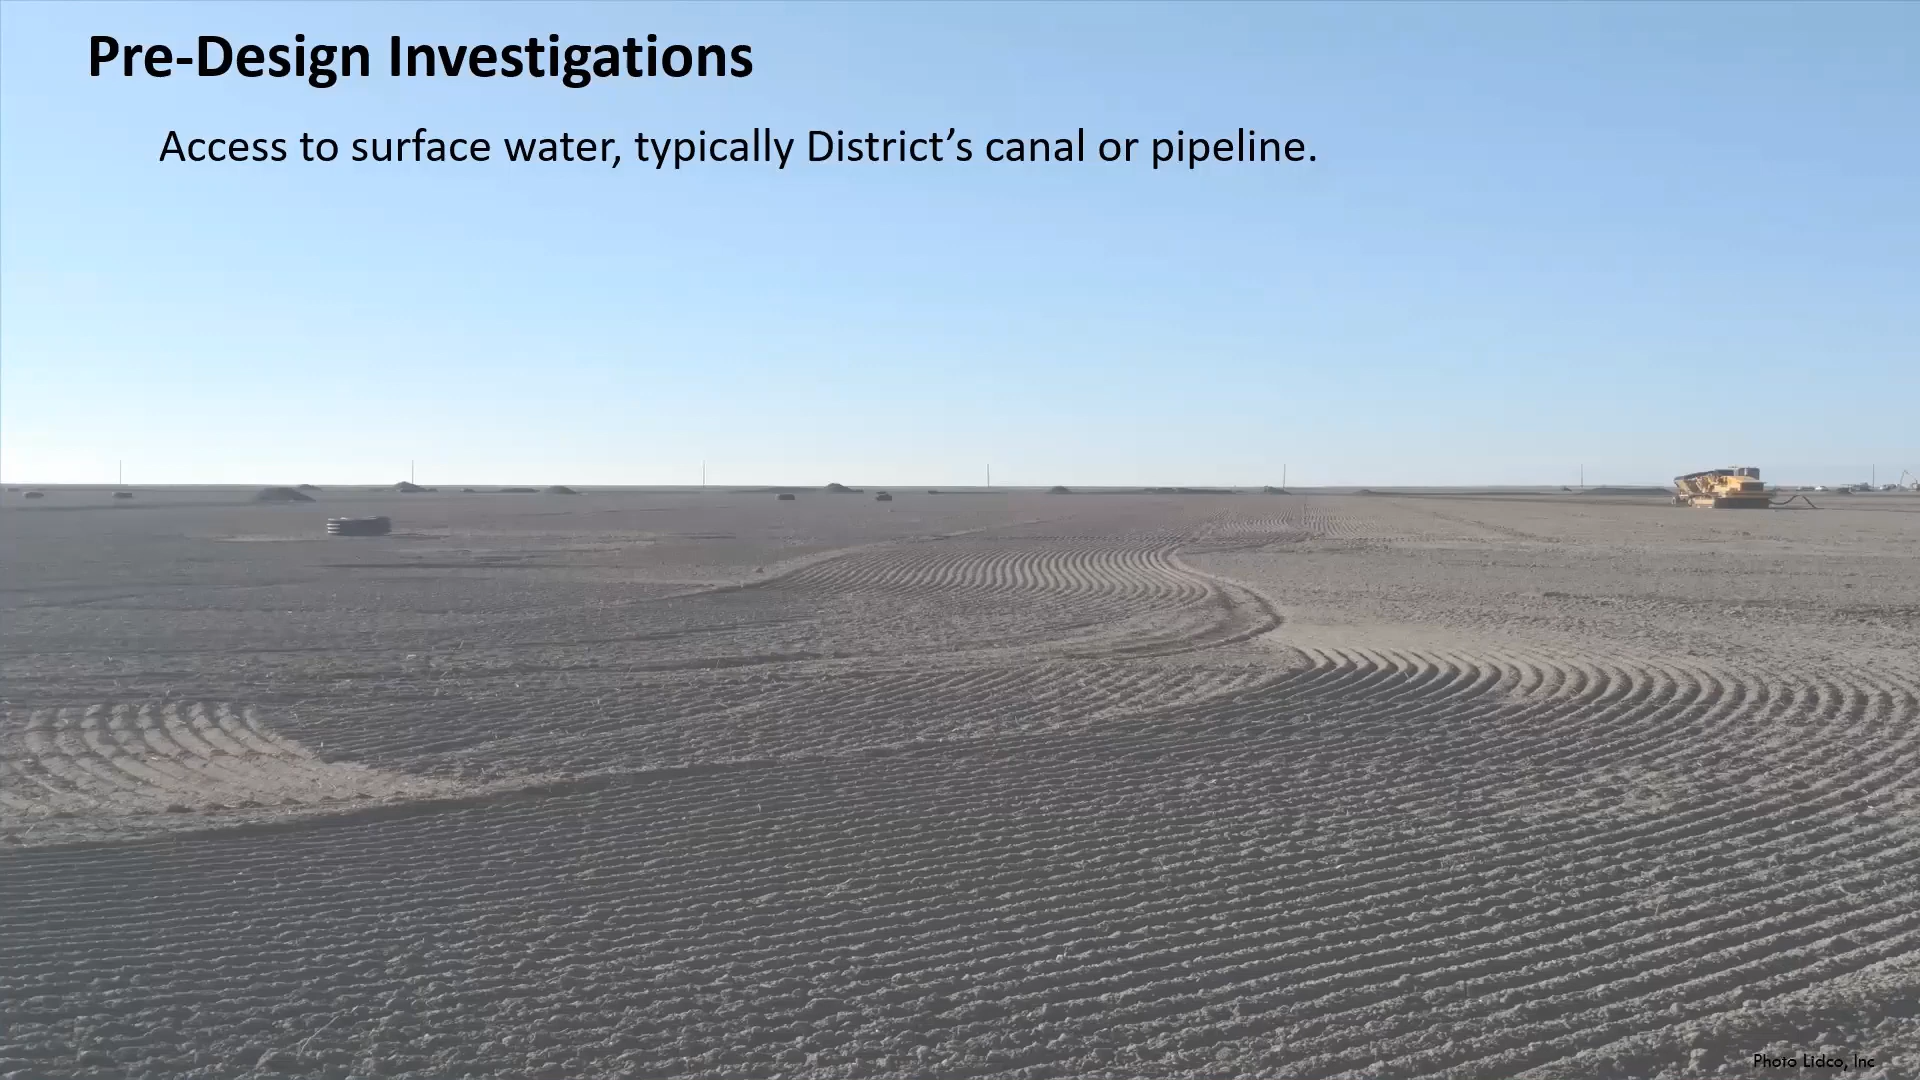 Pre-Design Investigations
Access to surface water, typically District’s canal or pipeline.
Photo Lidco, Inc